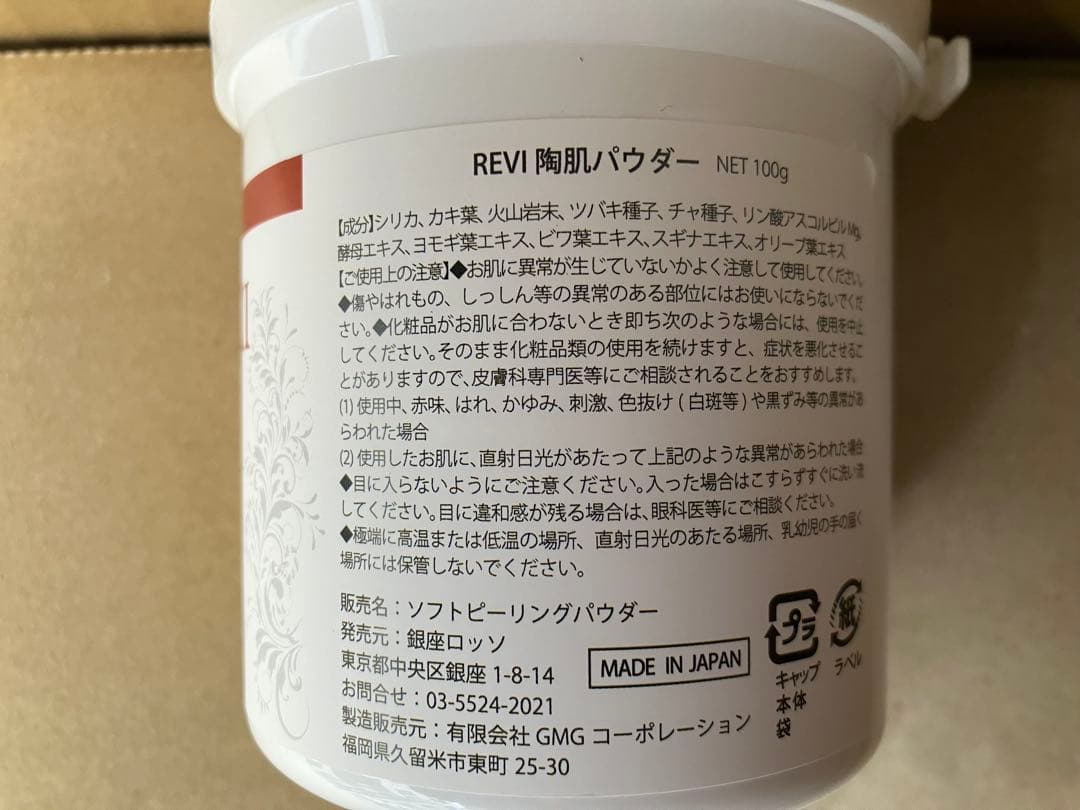 REVI 陶肌パウダー NET 100g
【成分】シリカ、カキ葉、火山岩末、ツバキ種子、チャ種子、リン酸アスコルビルMg、
酵母エキス、ヨモギ葉エキス、ビワ葉エキス、スギナエキス、オリーブ葉エキス
【ご使用上の注意】◆お肌に異常が生じていないかよく注意して使用してください。
◆傷やはれもの、しっしん等の異常のある部位にはお使いにならないでくだ
さい。◆化粧品がお肌に合わないとき即ち次のような場合には、使用を中止
してください。そのまま化粧品類の使用を続けますと、症状を悪化させるこ
とがありますので、皮膚科専門医等にご相談されることをおすすめします。
(1) 使用中、赤味、はれ、かゆみ、刺激、色抜け ( 白斑等 ) や黒ずみ等の異常があ
らわれた場合
(2) 使用したお肌に、直射日光があたって上記のような異常があらわれた場合
◆目に入らないようにご注意ください。入った場合はこすらずすぐに洗い流
してください。目に違和感が残る場合は、眼科医等にご相談ください。
◆極端に高温または低温の場所、直射日光のあたる場所、乳幼児の手の届く
場所には保管しないでください。
販売名：ソフトピーリングパウダー
発売元：銀座ロッソ
東京都中央区銀座 1-8-14
お問合せ：03-5524-2021
製造販売元：有限会社 GMG コーポレーション
福岡県久留米市東町 25-30
MADE IN JAPAN
プラ
キャップ
本体
袋
紙
ラベル